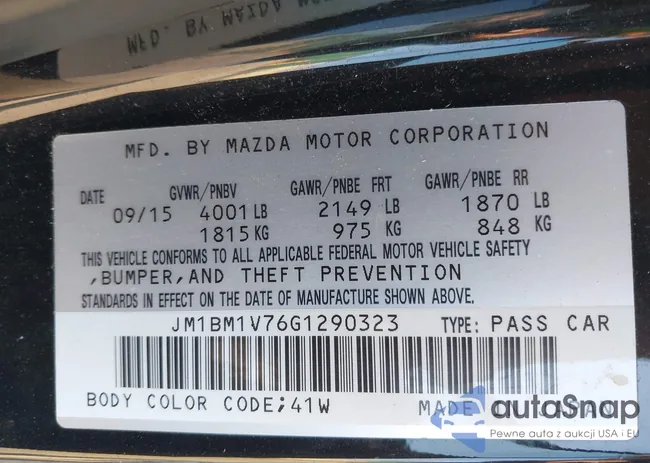 MFD. BY MAZDA MOTOR CORPORATION
DATE GVWR/PNBV GAWR/PNBE FRT GAWR/PNBE RR
09/15 4001 LB 2149 LB 1870 LB
1815 KG 975 KG 848 KG
THIS VEHICLE CONFORMS TO ALL APPLICABLE FEDERAL MOTOR VEHICLE SAFETY
,BUMPER,AND THEFT PREVENTION
STANDARDS IN EFFECT ON THE DATE OF MANUFACTURE SHOWN ABOVE.
JM1BM1V76G1290323 TYPE: PASS CAR
BODY COLOR CODE;41W MADE
autoSnap
Pewne auta z aukcji USA i EU